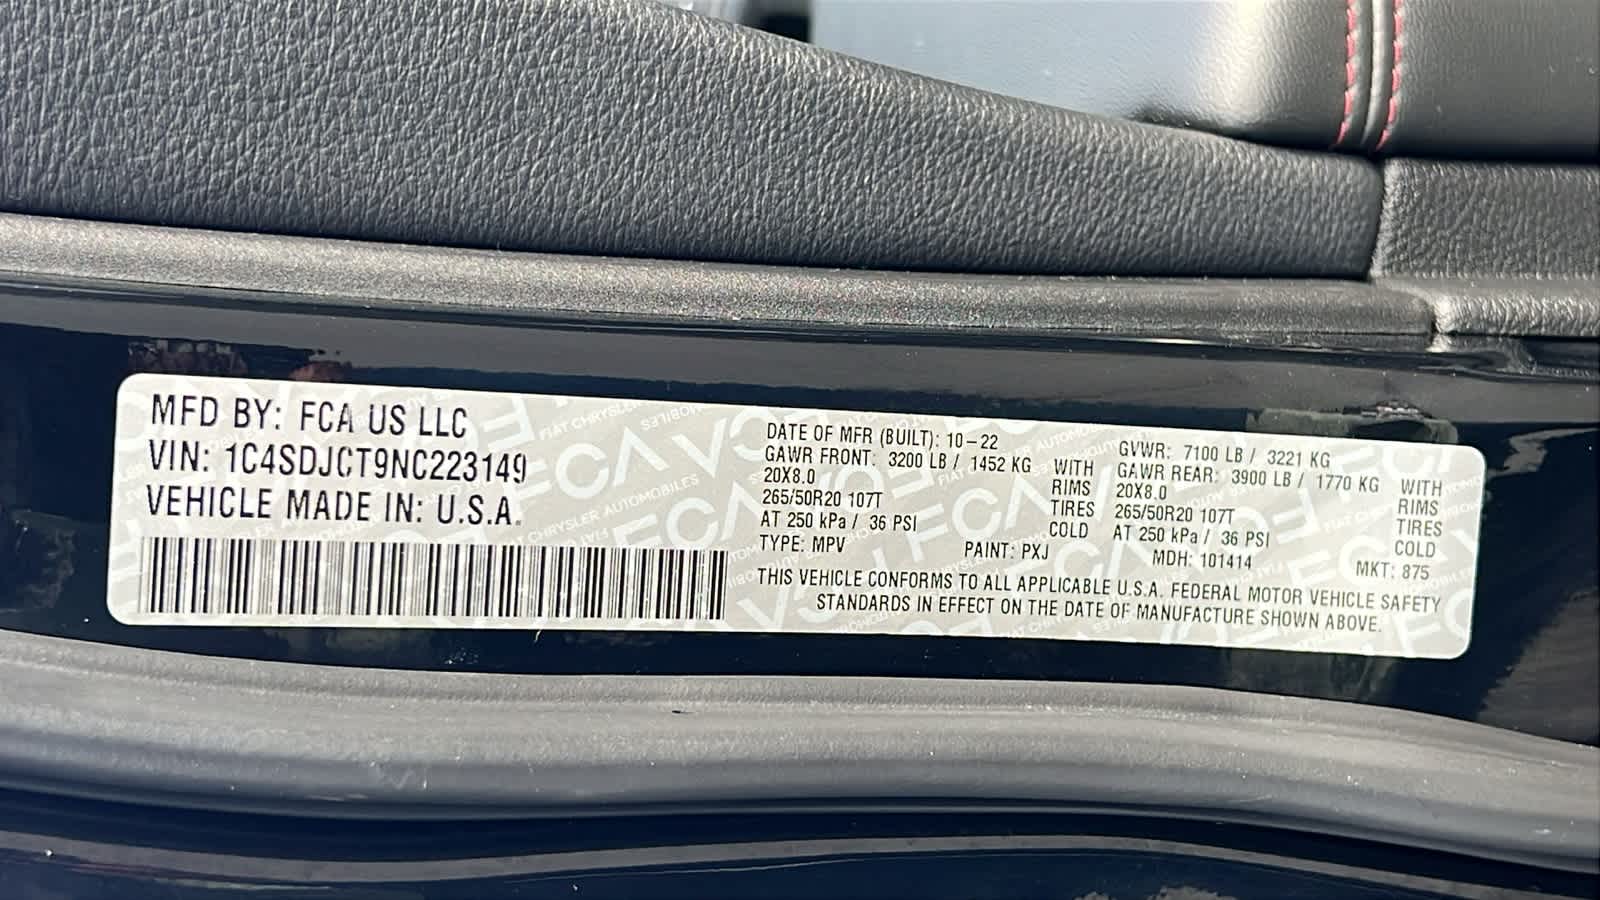 MFD BY: FCA US LLC
VIN: 1C4SDJCT9NC223149
VEHICLE MADE IN: U.S.A.
DATE OF MFR (BUILT): 10-22
GAWR FRONT: 3200 LB / 1452 KG WITH
20X8.0 RIMS
265/50R20 107T TIRES
AT 250 kPa / 36 PSI COLD
TYPE: MPV PAINT: PXJ
GVWR: 7100 LB / 3221 KG
GAWR REAR: 3900 LB / 1770 KG WITH
20X8.0 RIMS
265/50R20 107T TIRES
AT 250 kPa / 36 PSI COLD
MDH: 101414 MKT: 875
THIS VEHICLE CONFORMS TO ALL APPLICABLE U.S.A. FEDERAL MOTOR VEHICLE SAFETY
STANDARDS IN EFFECT ON THE DATE OF MANUFACTURE SHOWN ABOVE.
FCA
FIAT CHRYSLER AUTOMOBILES